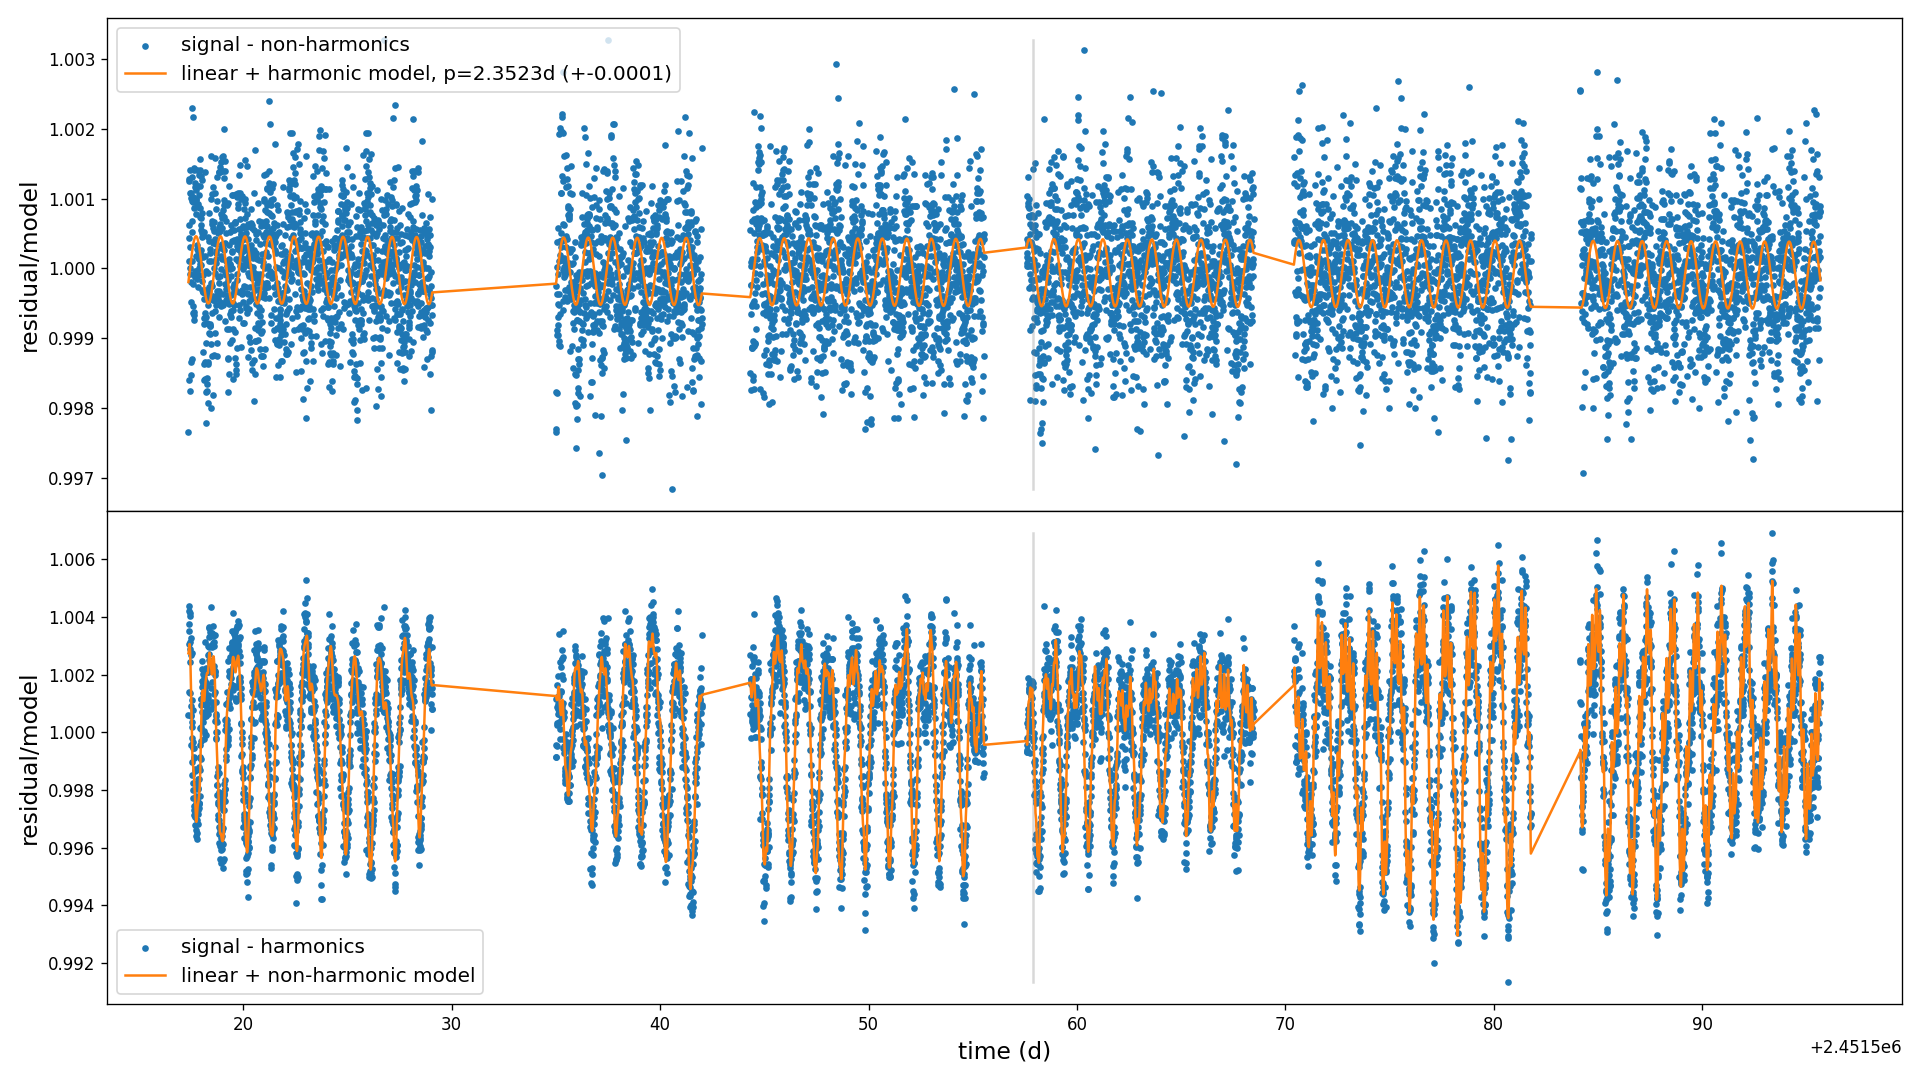 signal - non-harmonics
linear + harmonic model, p=2.3523d (+-0.0001)
1.003
1.002
1.001
1.000
0.999
0.998
0.997
residual/model
1.006
1.004
1.002
1.000
0.998
0.996
0.994
0.992
residual/model
signal - harmonics
linear + non-harmonic model
20 30 40 50 60 70 80 90
time (d)
+2.4515e6